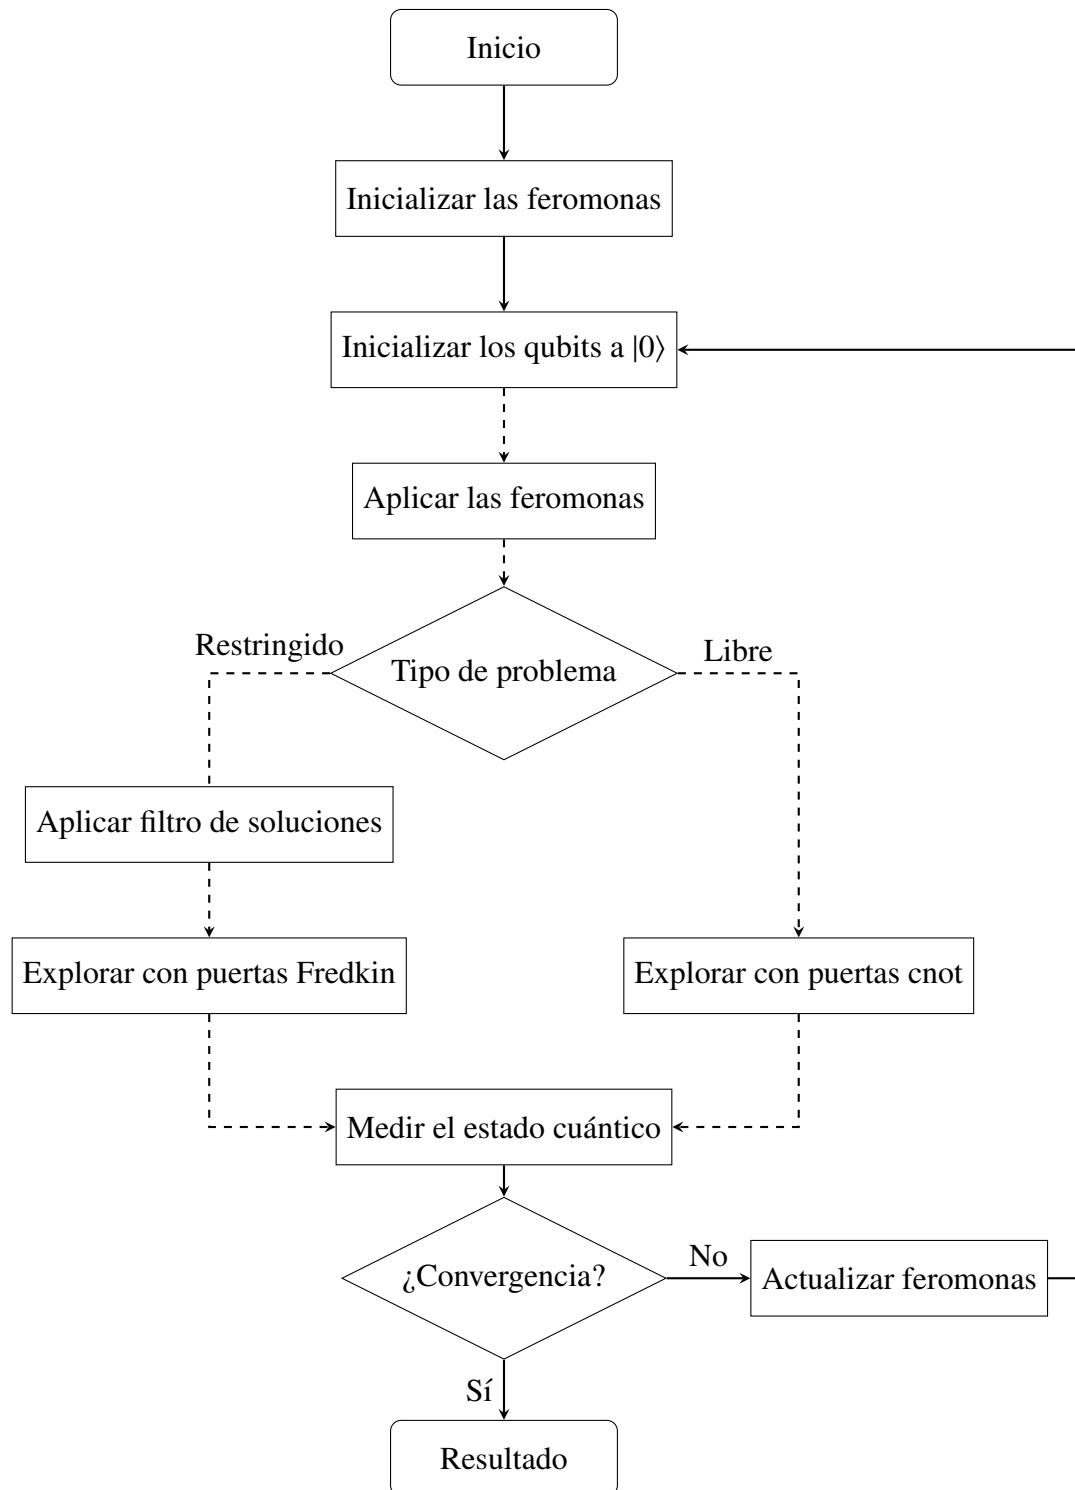 Inicio
Inicializar las feromonas
Inicializar los qubits a |0⟩
Aplicar las feromonas
Restringido
Libre
Tipo de problema
Aplicar filtro de soluciones
Explorar con puertas Fredkin
Explorar con puertas cnot
Medir el estado cuántico
No
¿Convergencia?
Actualizar feromonas
Sí
Resultado